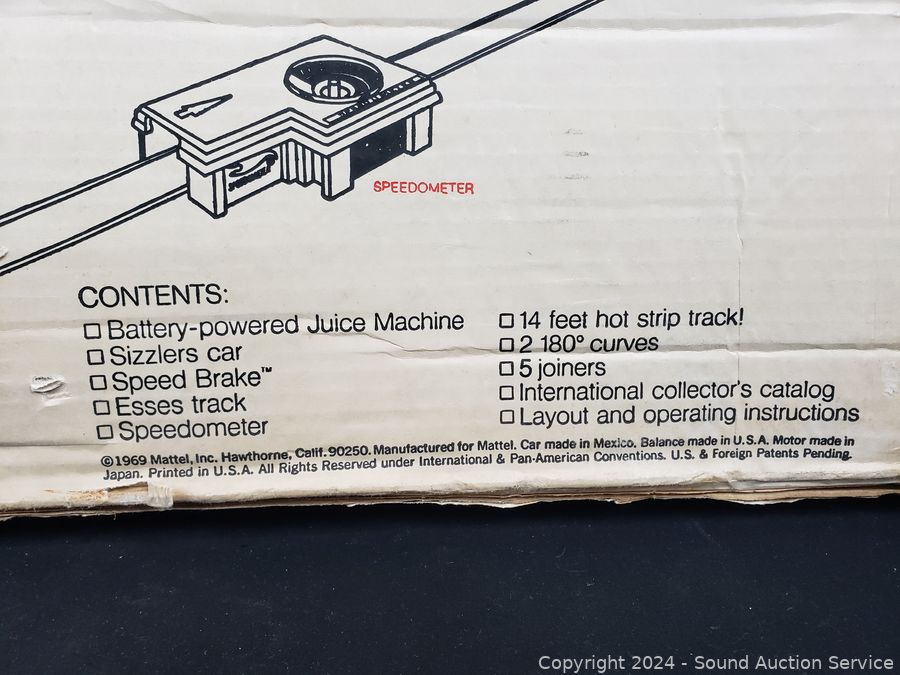 SPEEDOMETER
CONTENTS:
☐ Battery-powered Juice Machine
☐ Sizzlers car
☐ Speed Brake™
☐ Esses track
☐ Speedometer
☐ 14 feet hot strip track!
☐ 2 180° curves
☐ 5 joiners
☐ International collector's catalog
☐ Layout and operating instructions
©1969 Mattel, Inc. Hawthorne, Calif. 90250. Manufactured for Mattel. Car made in Mexico. Balance made in U.S.A. Motor made in
Japan. Printed in U.S.A. All Rights Reserved under International & Pan-American Conventions. U.S. & Foreign Patents Pending.
Copyright 2024 - Sound Auction Service